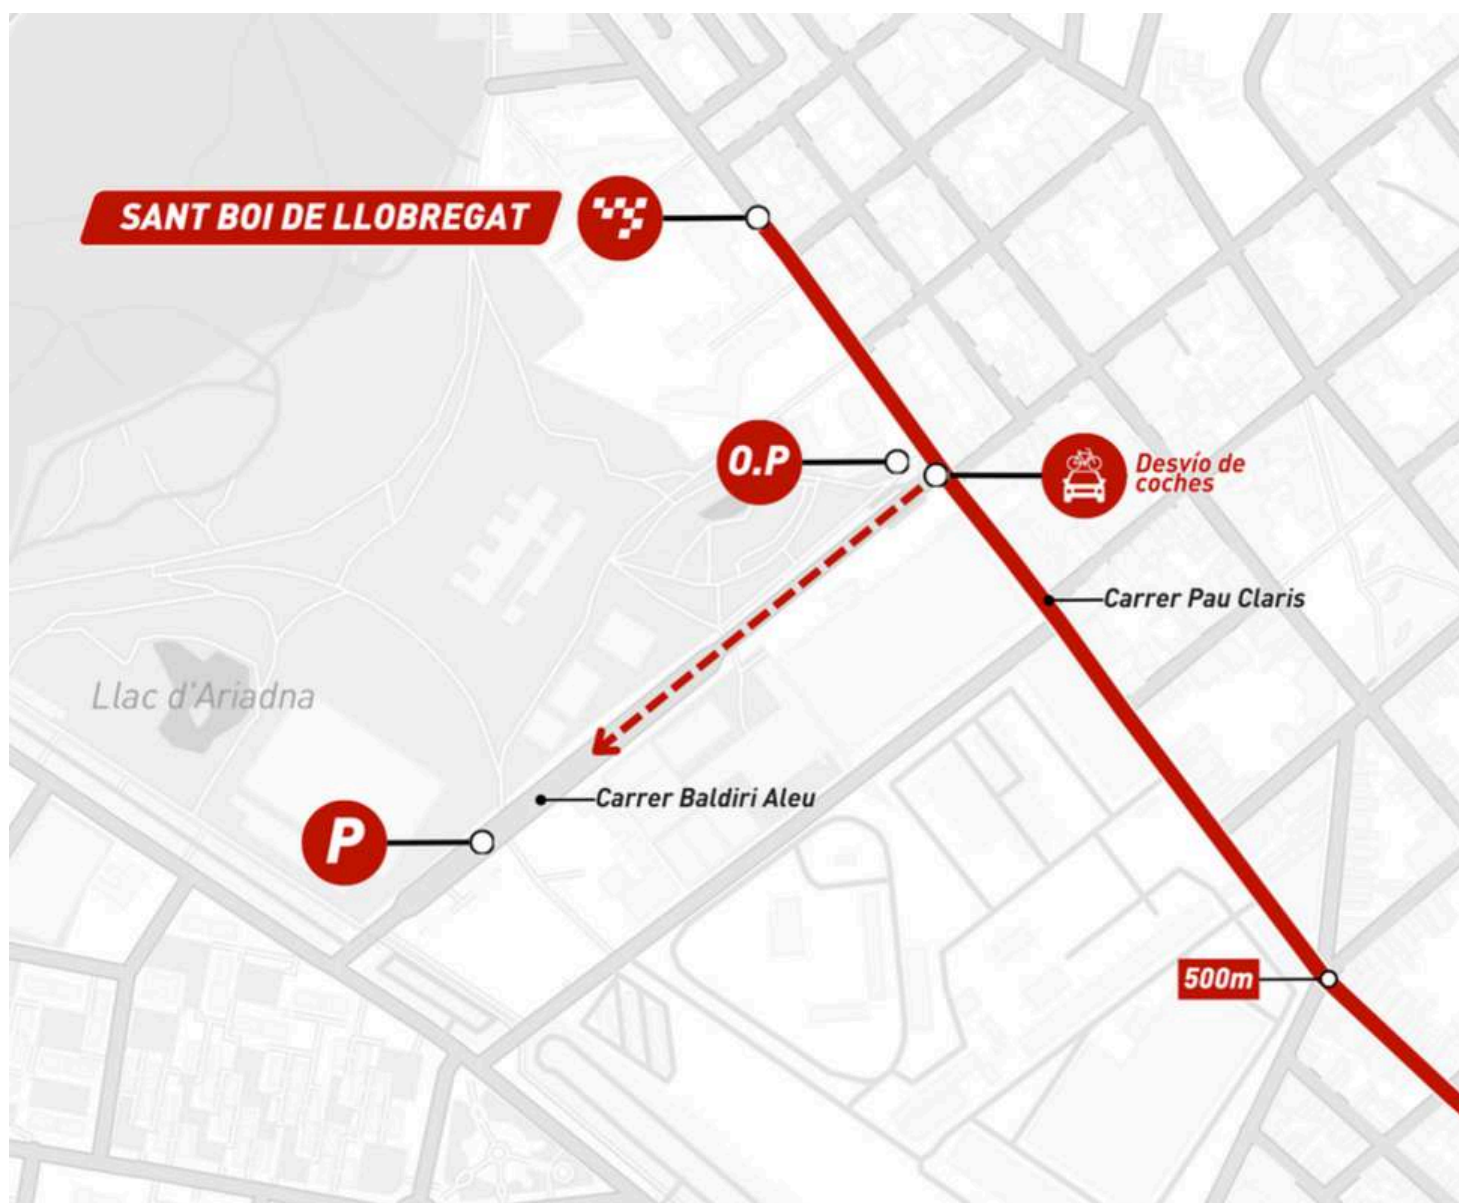 SANT BOI DE LLOBREGAT
O.P
Desvío de
coches
Carrer Pau Claris
Llac d'Ariadna
Carrer Baldiri Aleu
P
500m